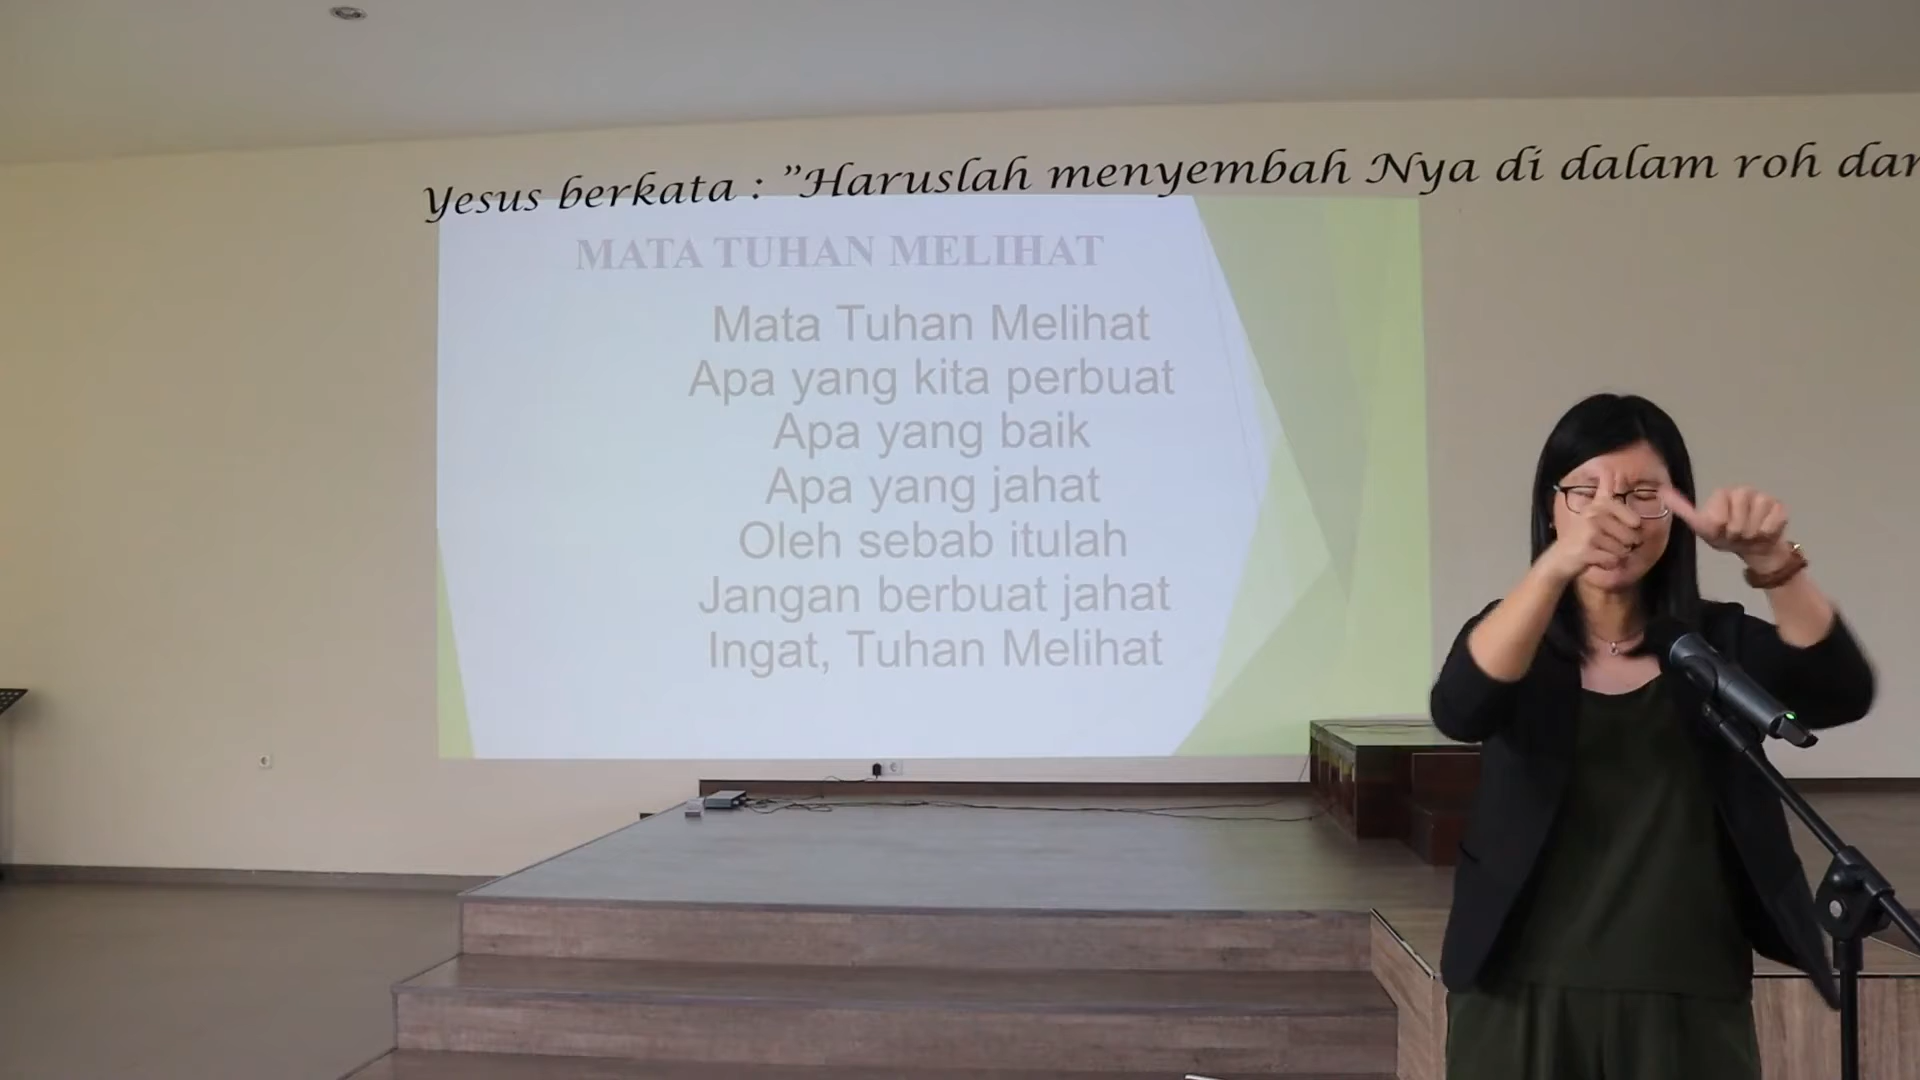 Yesus berkata : "Haruslah menyembah Nya di dalam roh dan
MATA TUHAN MELIHAT
Mata Tuhan Melihat
Apa yang kita perbuat
Apa yang baik
Apa yang jahat
Oleh sebab itulah
Jangan berbuat jahat
Ingat, Tuhan Melihat